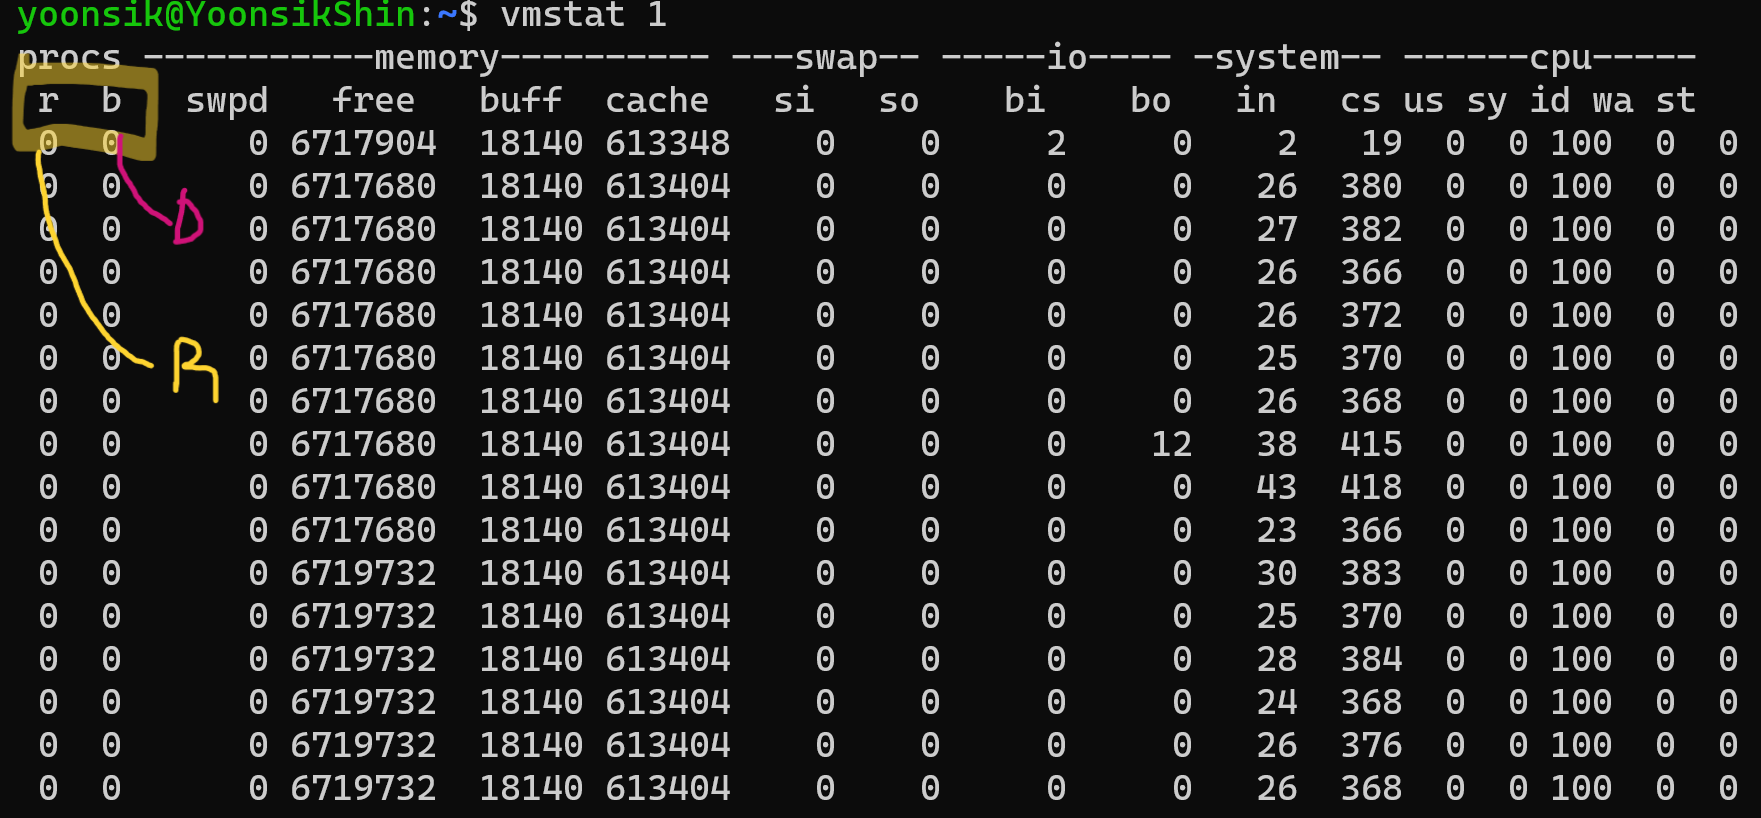 yoonsik@YoonsikShin:~$ vmstat 1
procs -----------memory---------- ---swap-- -----io---- -system-- ------cpu-----
r b swpd free buff cache si so bi bo in cs us sy id wa st
0 0 0 6717904 18140 613348 0 0 2 0 2 19 0 0 100 0 0
0 0 0 6717680 18140 613404 0 0 0 0 26 380 0 0 100 0 0
0 0 D 0 6717680 18140 613404 0 0 0 0 27 382 0 0 100 0 0
0 0 0 6717680 18140 613404 0 0 0 0 26 366 0 0 100 0 0
0 0 0 6717680 18140 613404 0 0 0 0 26 372 0 0 100 0 0
0 0 R 0 6717680 18140 613404 0 0 0 0 25 370 0 0 100 0 0
0 0 0 6717680 18140 613404 0 0 0 0 26 368 0 0 100 0 0
0 0 0 6717680 18140 613404 0 0 0 12 38 415 0 0 100 0 0
0 0 0 6717680 18140 613404 0 0 0 0 43 418 0 0 100 0 0
0 0 0 6717680 18140 613404 0 0 0 0 23 366 0 0 100 0 0
0 0 0 6719732 18140 613404 0 0 0 0 30 383 0 0 100 0 0
0 0 0 6719732 18140 613404 0 0 0 0 25 370 0 0 100 0 0
0 0 0 6719732 18140 613404 0 0 0 0 28 384 0 0 100 0 0
0 0 0 6719732 18140 613404 0 0 0 0 24 368 0 0 100 0 0
0 0 0 6719732 18140 613404 0 0 0 0 26 376 0 0 100 0 0
0 0 0 6719732 18140 613404 0 0 0 0 26 368 0 0 100 0 0